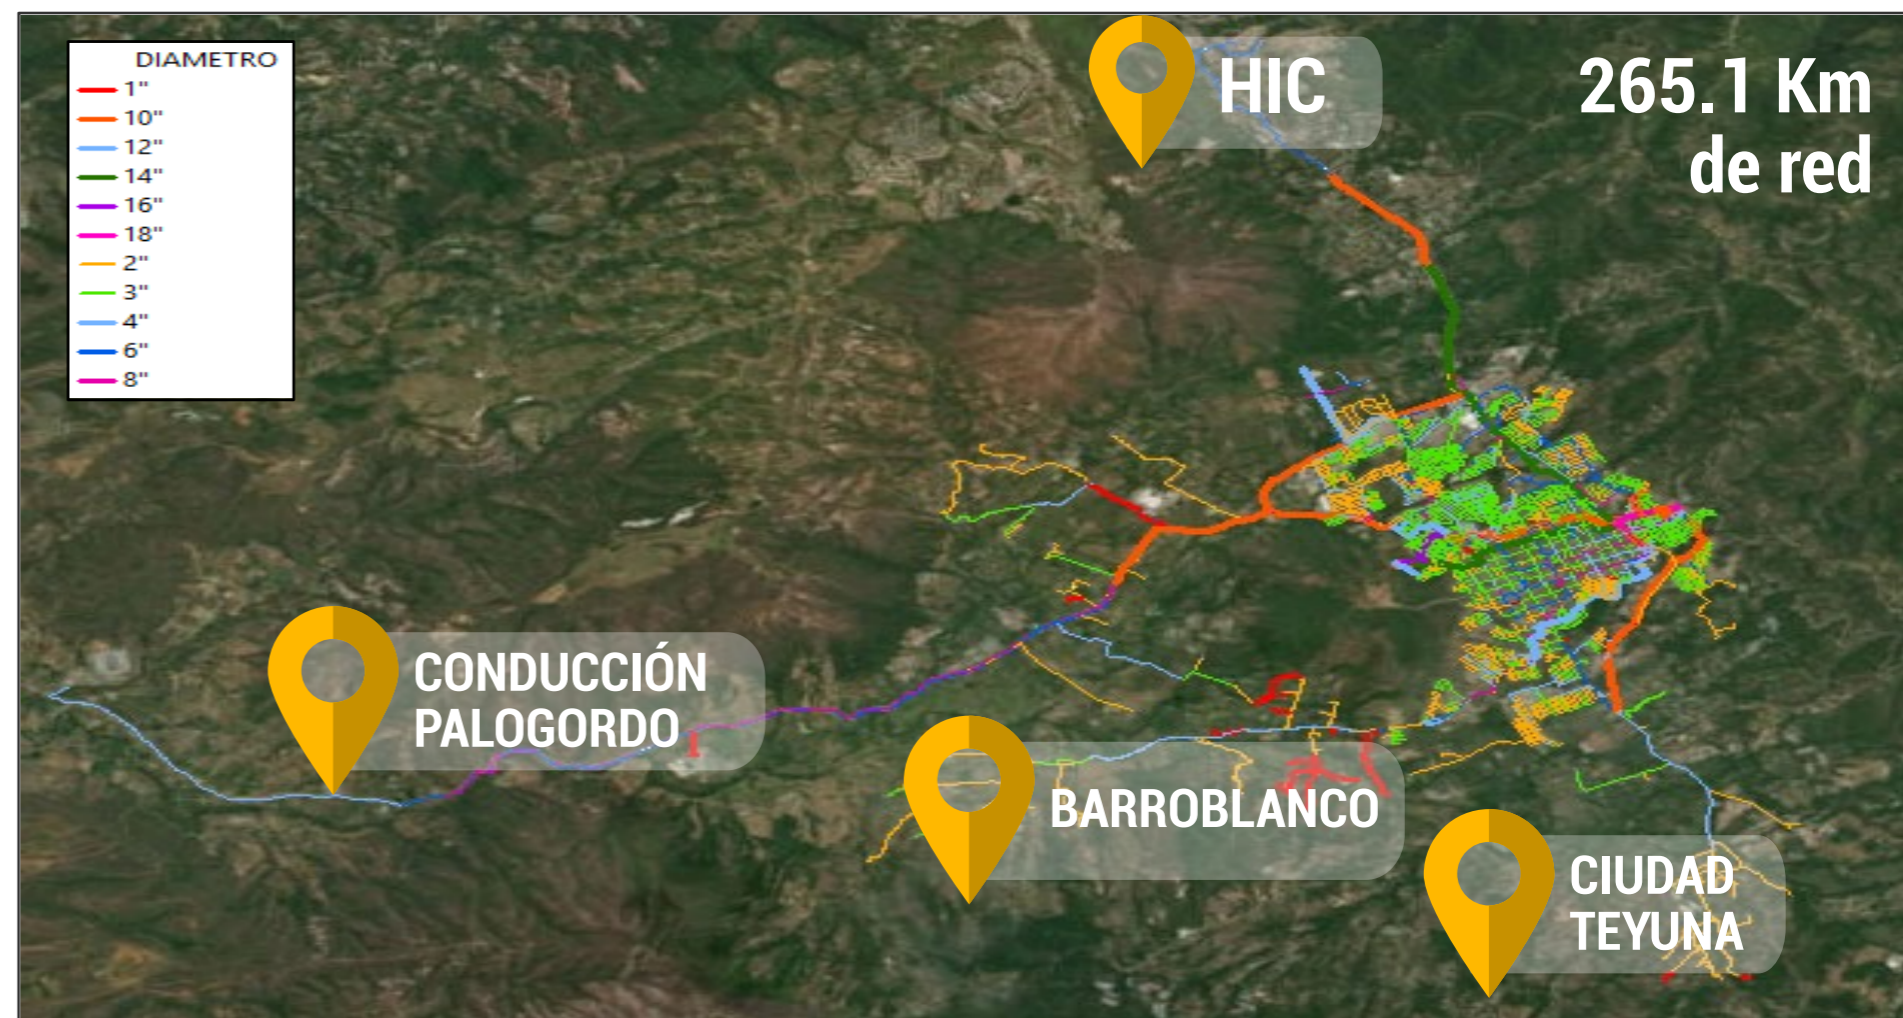 DIAMETRO
1"
10"
12"
14"
16"
18"
2"
3"
4"
6"
8"
HIC
265.1 Km
de red
CONDUCCIÓN
PALOGORDO
BARROBLANCO
CIUDAD
TEYUNA